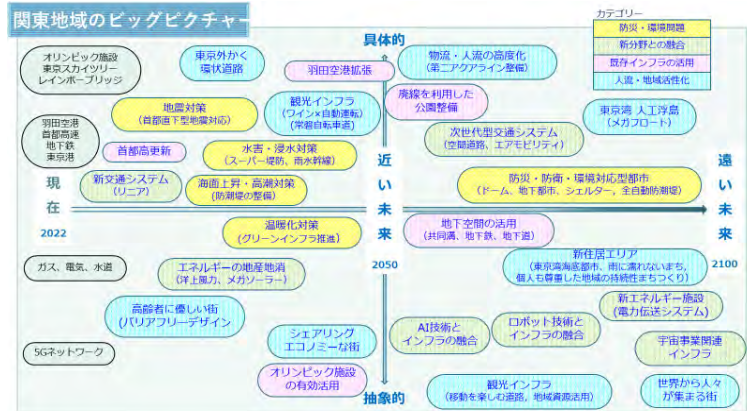 関東地域のビッグピクチャー
カテゴリー
防災・環境問題
新分野との融合
既存インフラの活用
人流・地域活性化
具体的
オリンピック施設
東京スカイツリー
レインボーブリッジ
東京外かく
環状道路
羽田空港拡張
物流・人流の高度化
(第二アクアライン整備)
廃線を利用した
公園整備
東京湾 人工浮島
(メガフロート)
地震対策
(首都直下型地震対応)
観光インフラ
(ワイン×自動運転)
(常磐自転車道)
羽田空港
首都高速
地下鉄
東京港
首都高更新
水害・浸水対策
(スーパー堤防、雨水幹線)
次世代型交通システム
(空間道路、エアモビリティ)
新交通システム
(リニア)
海面上昇・高潮対策
(防潮堤の整備)
防災・防衛・環境対応型都市
(ドーム、地下都市、シェルター、全自動防潮堤)
現在
2022
近い未来
2050
遠い未来
2100
温暖化対策
(グリーンインフラ推進)
地下空間の活用
(共同溝、地下鉄、地下道)
ガス、電気、水道
エネルギーの地産地消
(洋上風力、メガソーラー)
新住居エリア
(東京湾海底都市、雨に濡れないまち,
個人も尊重した地域の持続性まちづくり)
高齢者に優しい街
(バリアフリーデザイン)
新エネルギー施設
(電力伝送システム)
シェアリング
エコノミーな街
AI技術と
インフラの融合
ロボット技術と
インフラの融合
宇宙事業関連
インフラ
5Gネットワーク
オリンピック施設
の有効活用
抽象的
観光インフラ
(移動を楽しむ道路、地域資源活用)
世界から人々
が集まる街